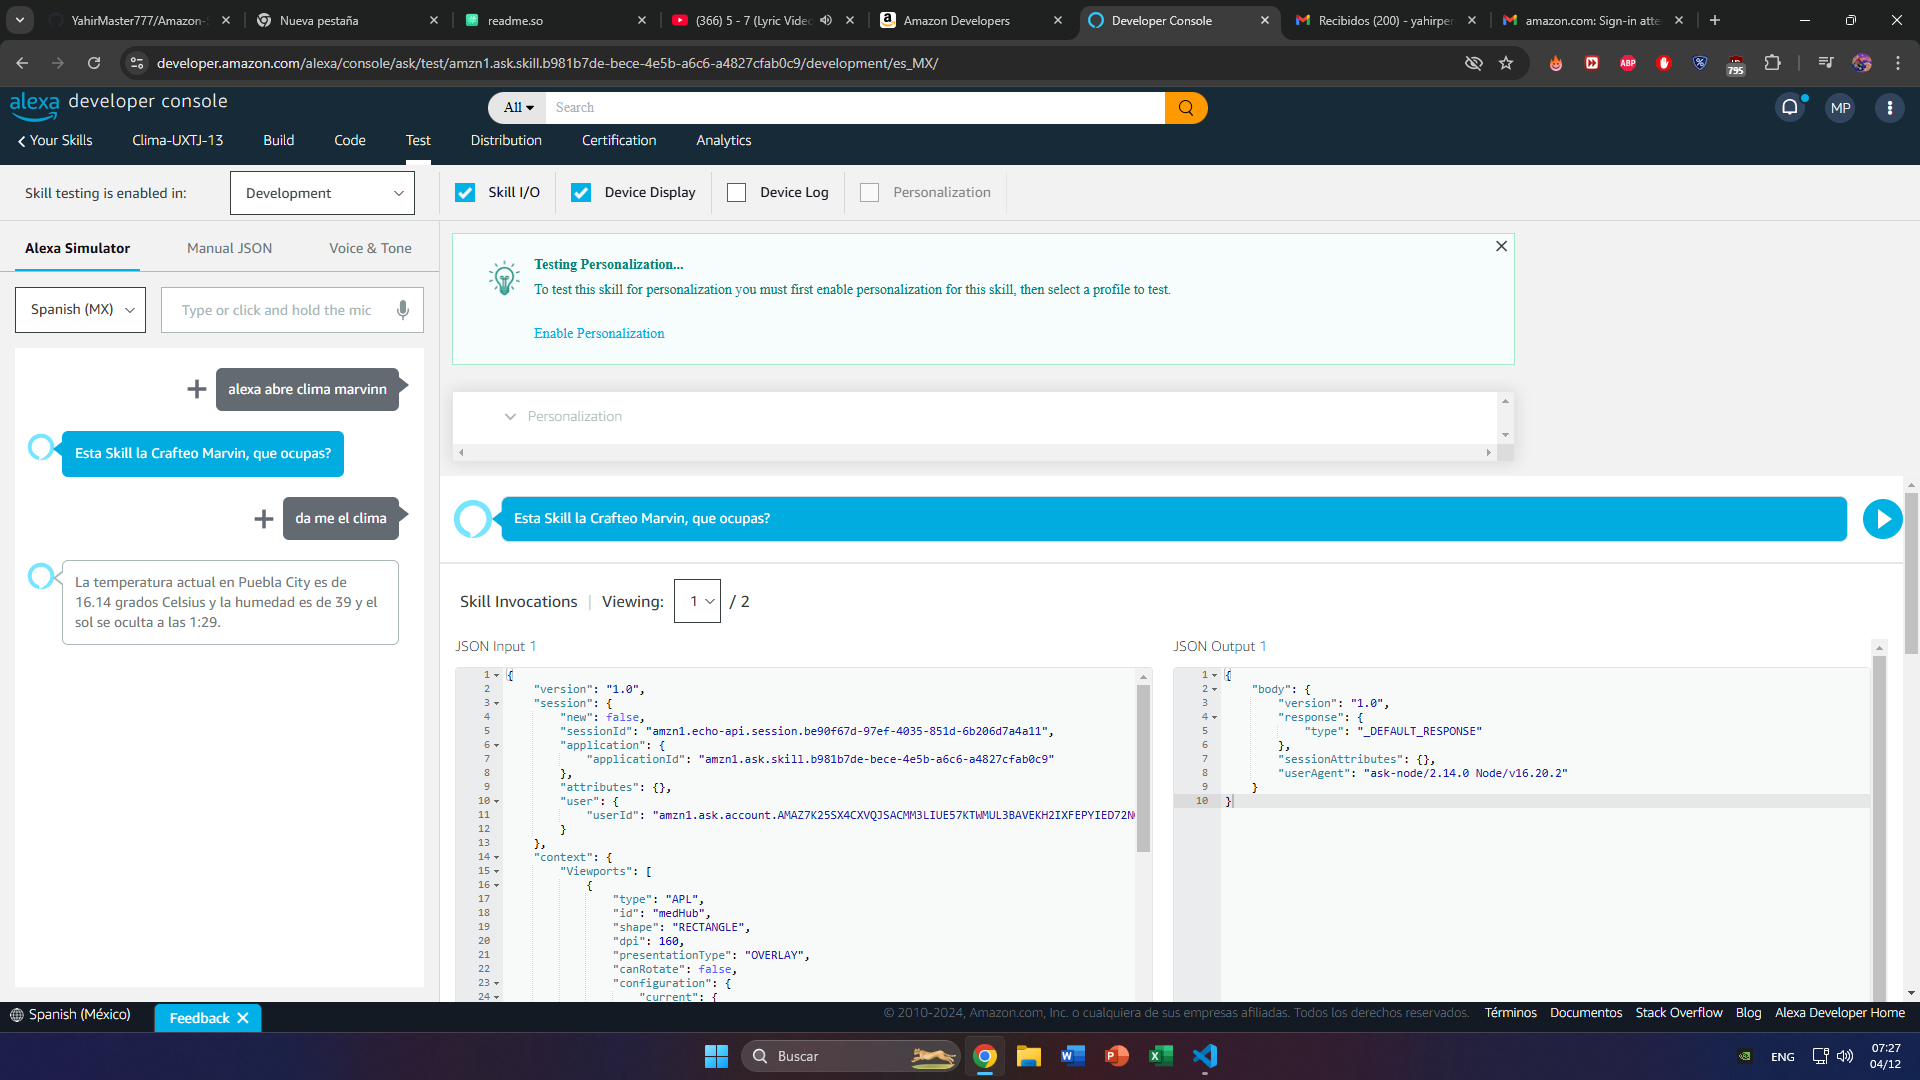 YahirMaster777/Amazon-S
Nueva pestaña
readme.so
(366) 5 - 7 (Lyric Video
Amazon Developers
Developer Console
Recibidos (200) - yahirper
amazon.com: Sign-in atte
developer.amazon.com/alexa/console/ask/test/amzn1.ask.skill.b981b7de-bece-4e5b-a6c6-a4827cfab0c9/development/es_MX/
ABP
795
alexa developer console
All
Search
MP
Your Skills
Clima-UXTJ-13
Build
Code
Test
Distribution
Certification
Analytics
Skill testing is enabled in:
Development
Skill I/O
Device Display
Device Log
Personalization
Alexa Simulator
Manual JSON
Voice & Tone
Testing Personalization...
To test this skill for personalization you must first enable personalization for this skill, then select a profile to test.
Enable Personalization
Spanish (MX)
Type or click and hold the mic
alexa abre clima marvinn
Esta Skill la Crafteo Marvin, que ocupas?
da me el clima
La temperatura actual en Puebla City es de
16.14 grados Celsius y la humedad es de 39 y el
sol se oculta a las 1:29.
Personalization
Esta Skill la Crafteo Marvin, que ocupas?
Skill Invocations | Viewing: 1 / 2
JSON Input 1
1 {
2 "version": "1.0",
3 "session": {
4 "new": false,
5 "sessionId": "amzn1.echo-api.session.be90f67d-97ef-4035-851d-6b206d7a4a11",
6 "application": {
7 "applicationId": "amzn1.ask.skill.b981b7de-bece-4e5b-a6c6-a4827cfab0c9"
8 },
9 "attributes": {},
10 "user": {
11 "userId": "amzn1.ask.account.AMAZ7K25SX4CXVQJSACMM3LIUE57KTWMUL3BAVEKH2IXFEPYIED72N
12 }
13 },
14 "context": {
15 "Viewports": [
16 {
17 "type": "APL",
18 "id": "medHub",
19 "shape": "RECTANGLE",
20 "dpi": 160,
21 "presentationType": "OVERLAY",
22 "canRotate": false,
23 "configuration": {
24 "current": {
JSON Output 1
1 {
2 "body": {
3 "version": "1.0",
4 "response": {
5 "type": "_DEFAULT_RESPONSE"
6 },
7 "sessionAttributes": {},
8 "userAgent": "ask-node/2.14.0 Node/v16.20.2"
9 }
10 }
Spanish (México)
Feedback
© 2010-2024, Amazon.com, Inc. o cualquiera de sus empresas afiliadas. Todos los derechos reservados.
Términos
Documentos
Stack Overflow
Blog
Alexa Developer Home
Buscar
ENG
07:27
04/12